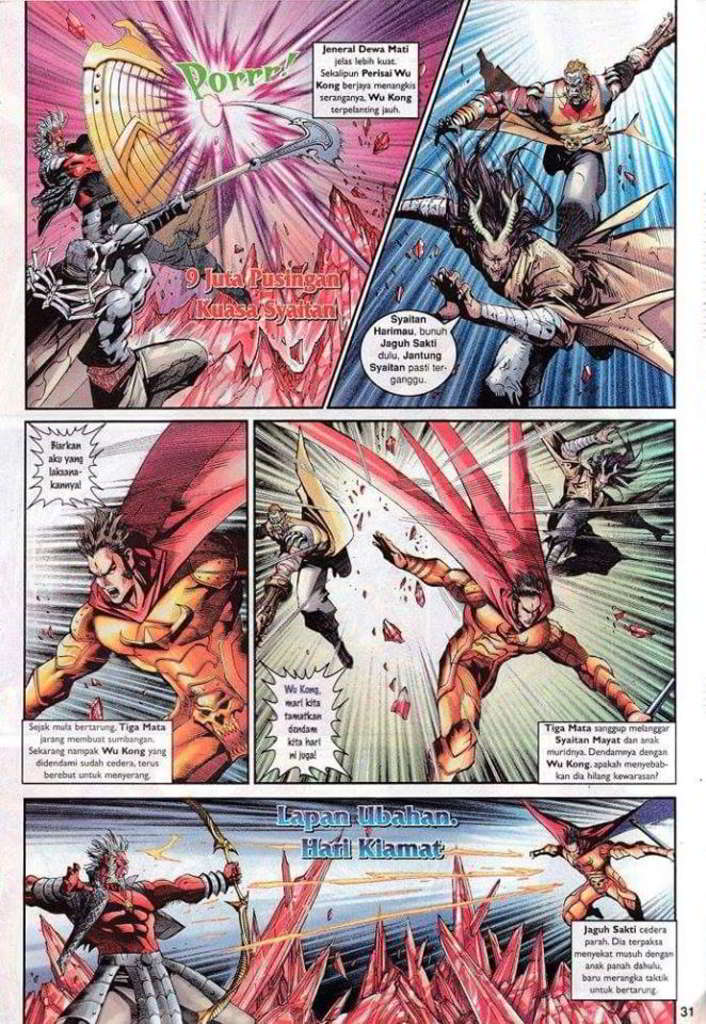 Porrr!
Jeneral Dewa Mati
jelas lebih kuat.
Sekalipun Perisai Wu
Kong berjaya menangkis
seranganya, Wu Kong
terpelanting jauh.
9 Juta Pusingan
Kuasa Syaitan
Syaitan
Harimau, bunuh
Jaguh Sakti
dulu, Jantung
Syaitan pasti ter-
ganggu.
Biarkan
aku yang
laksana-
kannya!
Sejak mula bertarung, Tiga Mata
jarang membuat sumbangan.
Sekarang nampak Wu Kong yang
didendami sudah cedera, terus
berebut untuk menyerang.
Wu Kong,
mari kita
tamatkan
dendam
kita hari
ni juga!
Tiga Mata sanggup melanggar
Syaitan Mayat dan anak
muridnya. Dendamnya dengan
Wu Kong, apakah menyebab-
kan dia hilang kewarasan?
Lapan Ubahan.
Hari Kiamat
Jaguh Sakti cedera
parah. Dia terpaksa
menyekat musuh dengan
anak panah dahulu,
baru merangka taktik
untuk bertarung.
31